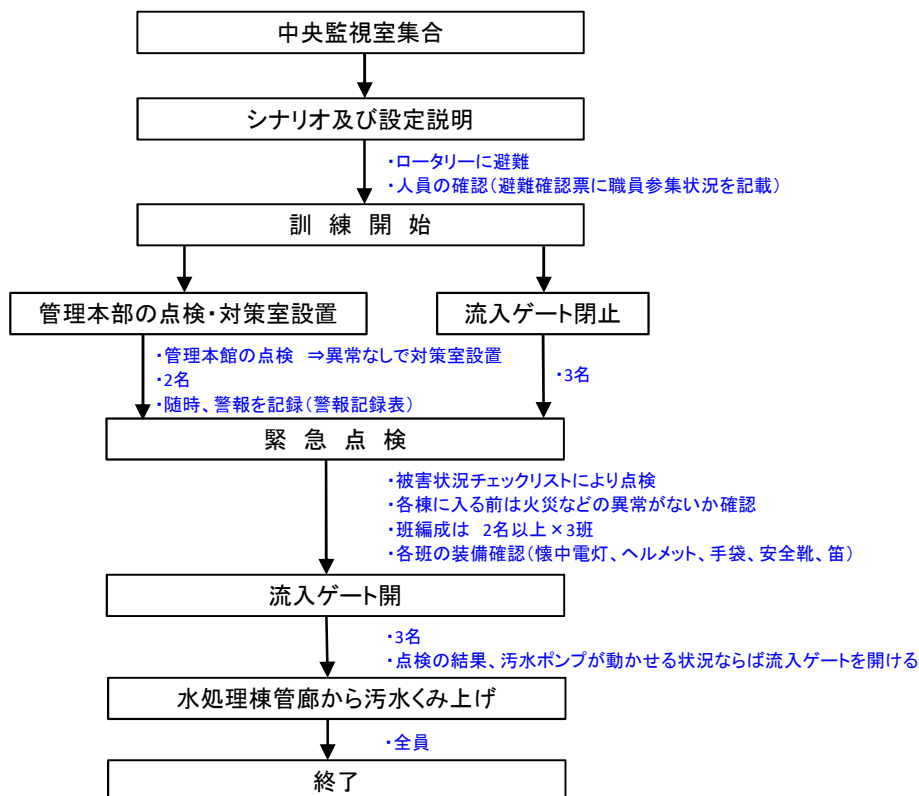 中央監視室集合
シナリオ及び設定説明
・ロータリーに避難
・人員の確認(避難確認票に職員参集状況を記載)
訓 練 開 始
管理本部の点検・対策室設置
流入ゲート閉止
・管理本館の点検 ⇒異常なしで対策室設置
・2名
・随時、警報を記録(警報記録表)
・3名
緊 急 点 検
・被害状況チェックリストにより点検
・各棟に入る前は火災などの異常がないか確認
・班編成は 2名以上×3班
・各班の装備確認(懐中電灯、ヘルメット、手袋、安全靴、笛)
流入ゲート開
・3名
・点検の結果、汚水ポンプが動かせる状況ならば流入ゲートを開ける
水処理棟管廊から汚水くみ上げ
・全員
終了